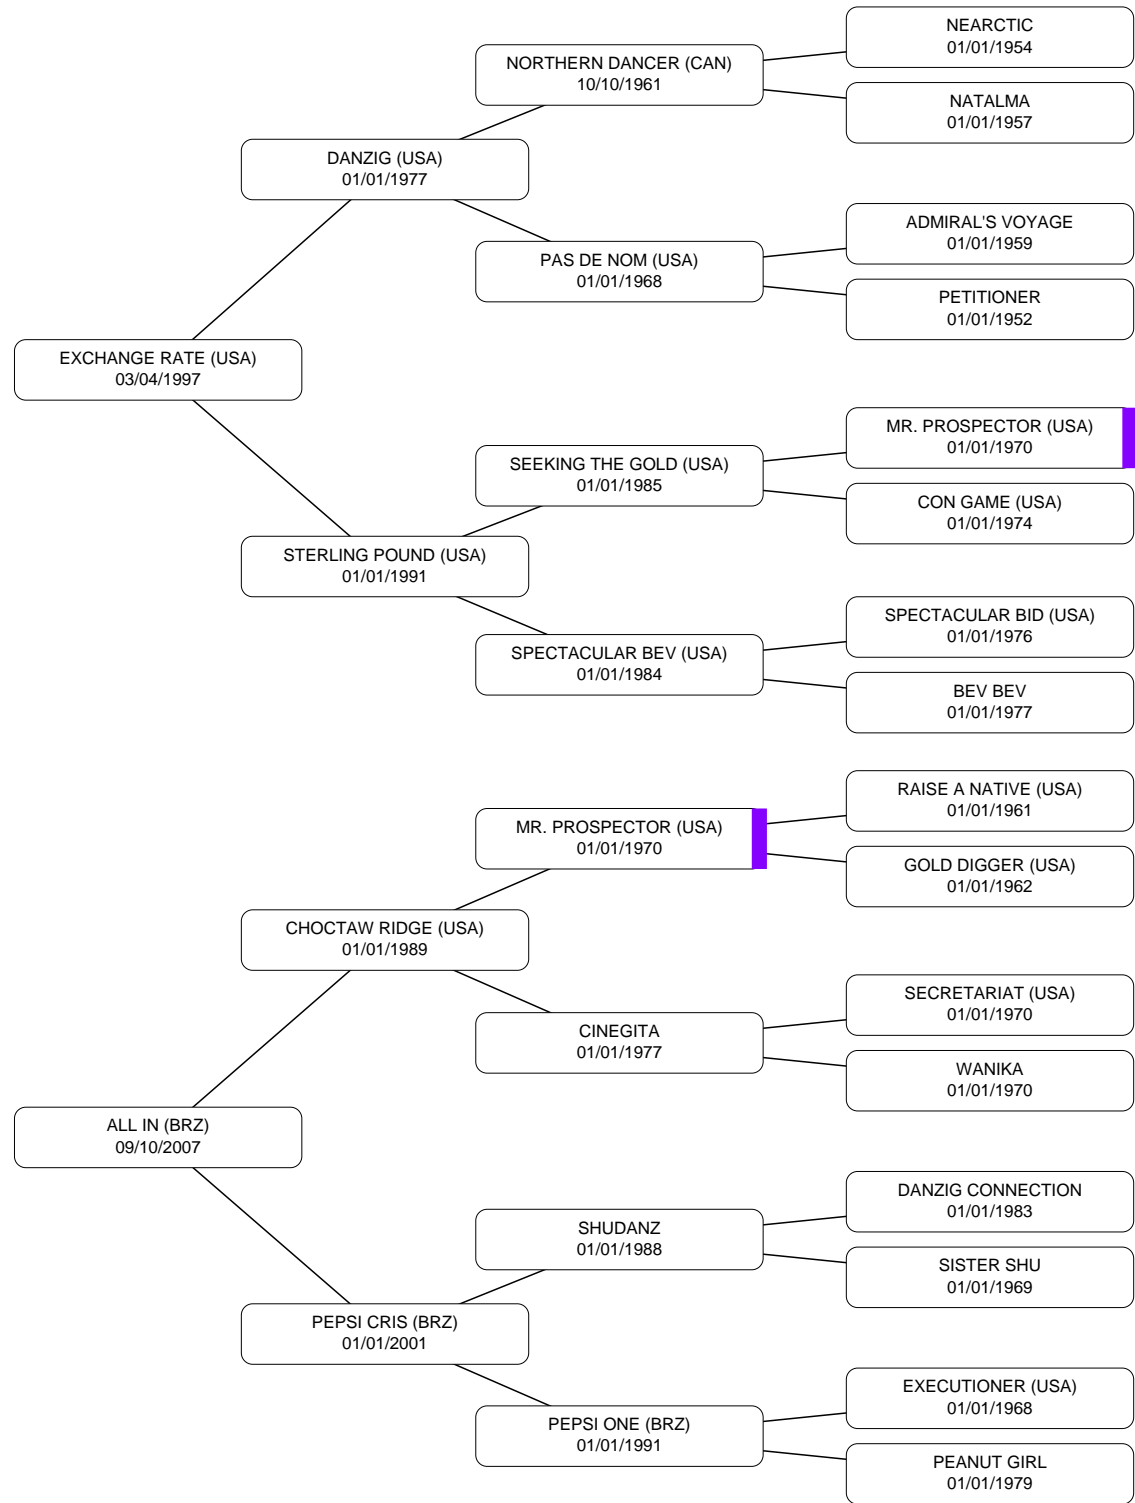 NEARCTIC
01/01/1954
NORTHERN DANCER (CAN)
10/10/1961
NATALMA
01/01/1957
DANZIG (USA)
01/01/1977
ADMIRAL'S VOYAGE
01/01/1959
PAS DE NOM (USA)
01/01/1968
PETITIONER
01/01/1952
EXCHANGE RATE (USA)
03/04/1997
MR. PROSPECTOR (USA)
01/01/1970
SEEKING THE GOLD (USA)
01/01/1985
CON GAME (USA)
01/01/1974
STERLING POUND (USA)
01/01/1991
SPECTACULAR BID (USA)
01/01/1976
SPECTACULAR BEV (USA)
01/01/1984
BEV BEV
01/01/1977
RAISE A NATIVE (USA)
01/01/1961
MR. PROSPECTOR (USA)
01/01/1970
GOLD DIGGER (USA)
01/01/1962
CHOCTAW RIDGE (USA)
01/01/1989
SECRETARIAT (USA)
01/01/1970
CINEGITA
01/01/1977
WANIKA
01/01/1970
ALL IN (BRZ)
09/10/2007
DANZIG CONNECTION
01/01/1983
SHUDANZ
01/01/1988
SISTER SHU
01/01/1969
PEPSI CRIS (BRZ)
01/01/2001
EXECUTIONER (USA)
01/01/1968
PEPSI ONE (BRZ)
01/01/1991
PEANUT GIRL
01/01/1979